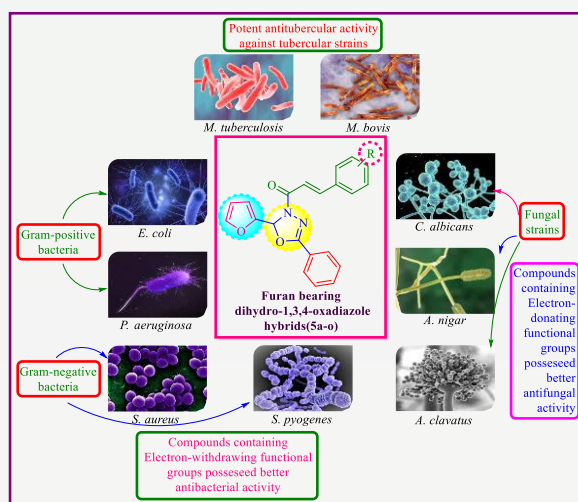 Potent antitubercular activity
against tubercular strains
M. tuberculosis
M. bovis
R
O
N
N
O
O
Furan bearing
dihydro-1,3,4-oxadiazole
hybrids(5a-o)
Gram-positive
bacteria
E. coli
P. aeruginosa
Gram-negative
bacteria
S. aureus
S. pyogenes
Compounds containing
Electron-withdrawing functional
groups posseseed better
antibacterial activity
C. albicans
Fungal
strains
A. nigar
A. clavatus
Compounds
containing
Electron-
donating
functional
groups
posseseed
better
antifungal
activity